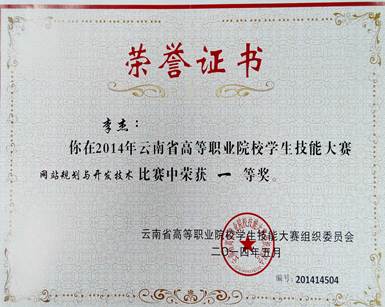 荣誉证书
李杰：
你在2014年云南省高等职业院校学生技能大赛
网站规划与开发技术 比赛中荣获 一 等奖。
云南省高等职业院校学生技能大赛组织委员会
二〇一四年五月
编号：201414504